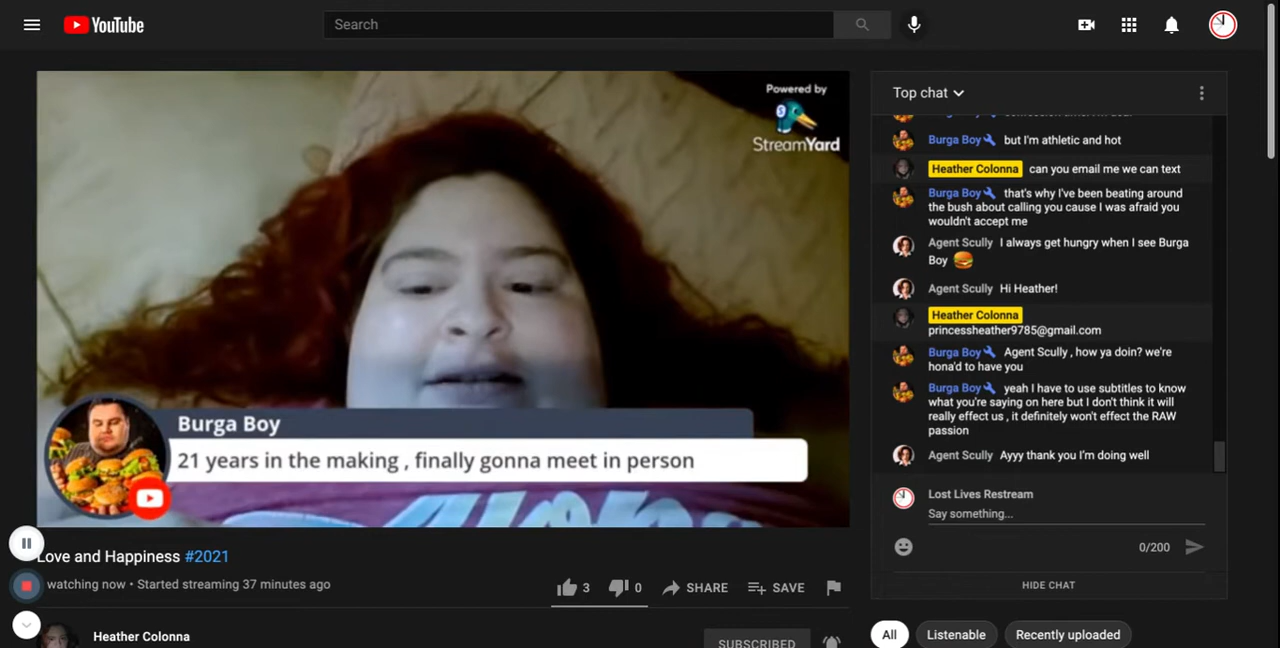 YouTube
Search
Powered by
StreamYard
Burga Boy
21 years in the making , finally gonna meet in person
Love and Happiness #2021
watching now • Started streaming 37 minutes ago
3
0
SHARE
SAVE
Heather Colonna
SUBSCRIBED
Top chat
Burga Boy but I'm athletic and hot
Heather Colonna can you email me we can text
Burga Boy that's why I've been beating around
the bush about calling you cause I was afraid you
wouldn't accept me
Agent Scully I always get hungry when I see Burga
Boy
Agent Scully Hi Heather!
Heather Colonna
princessheather9785@gmail.com
Burga Boy Agent Scully , how ya doin? we're
hona'd to have you
Burga Boy yeah I have to use subtitles to know
what you're saying on here but I don't think it will
really effect us , it definitely won't effect the RAW
passion
Agent Scully Ayyy thank you I'm doing well
Lost Lives Restream
Say something...
0/200
HIDE CHAT
All
Listenable
Recently uploaded